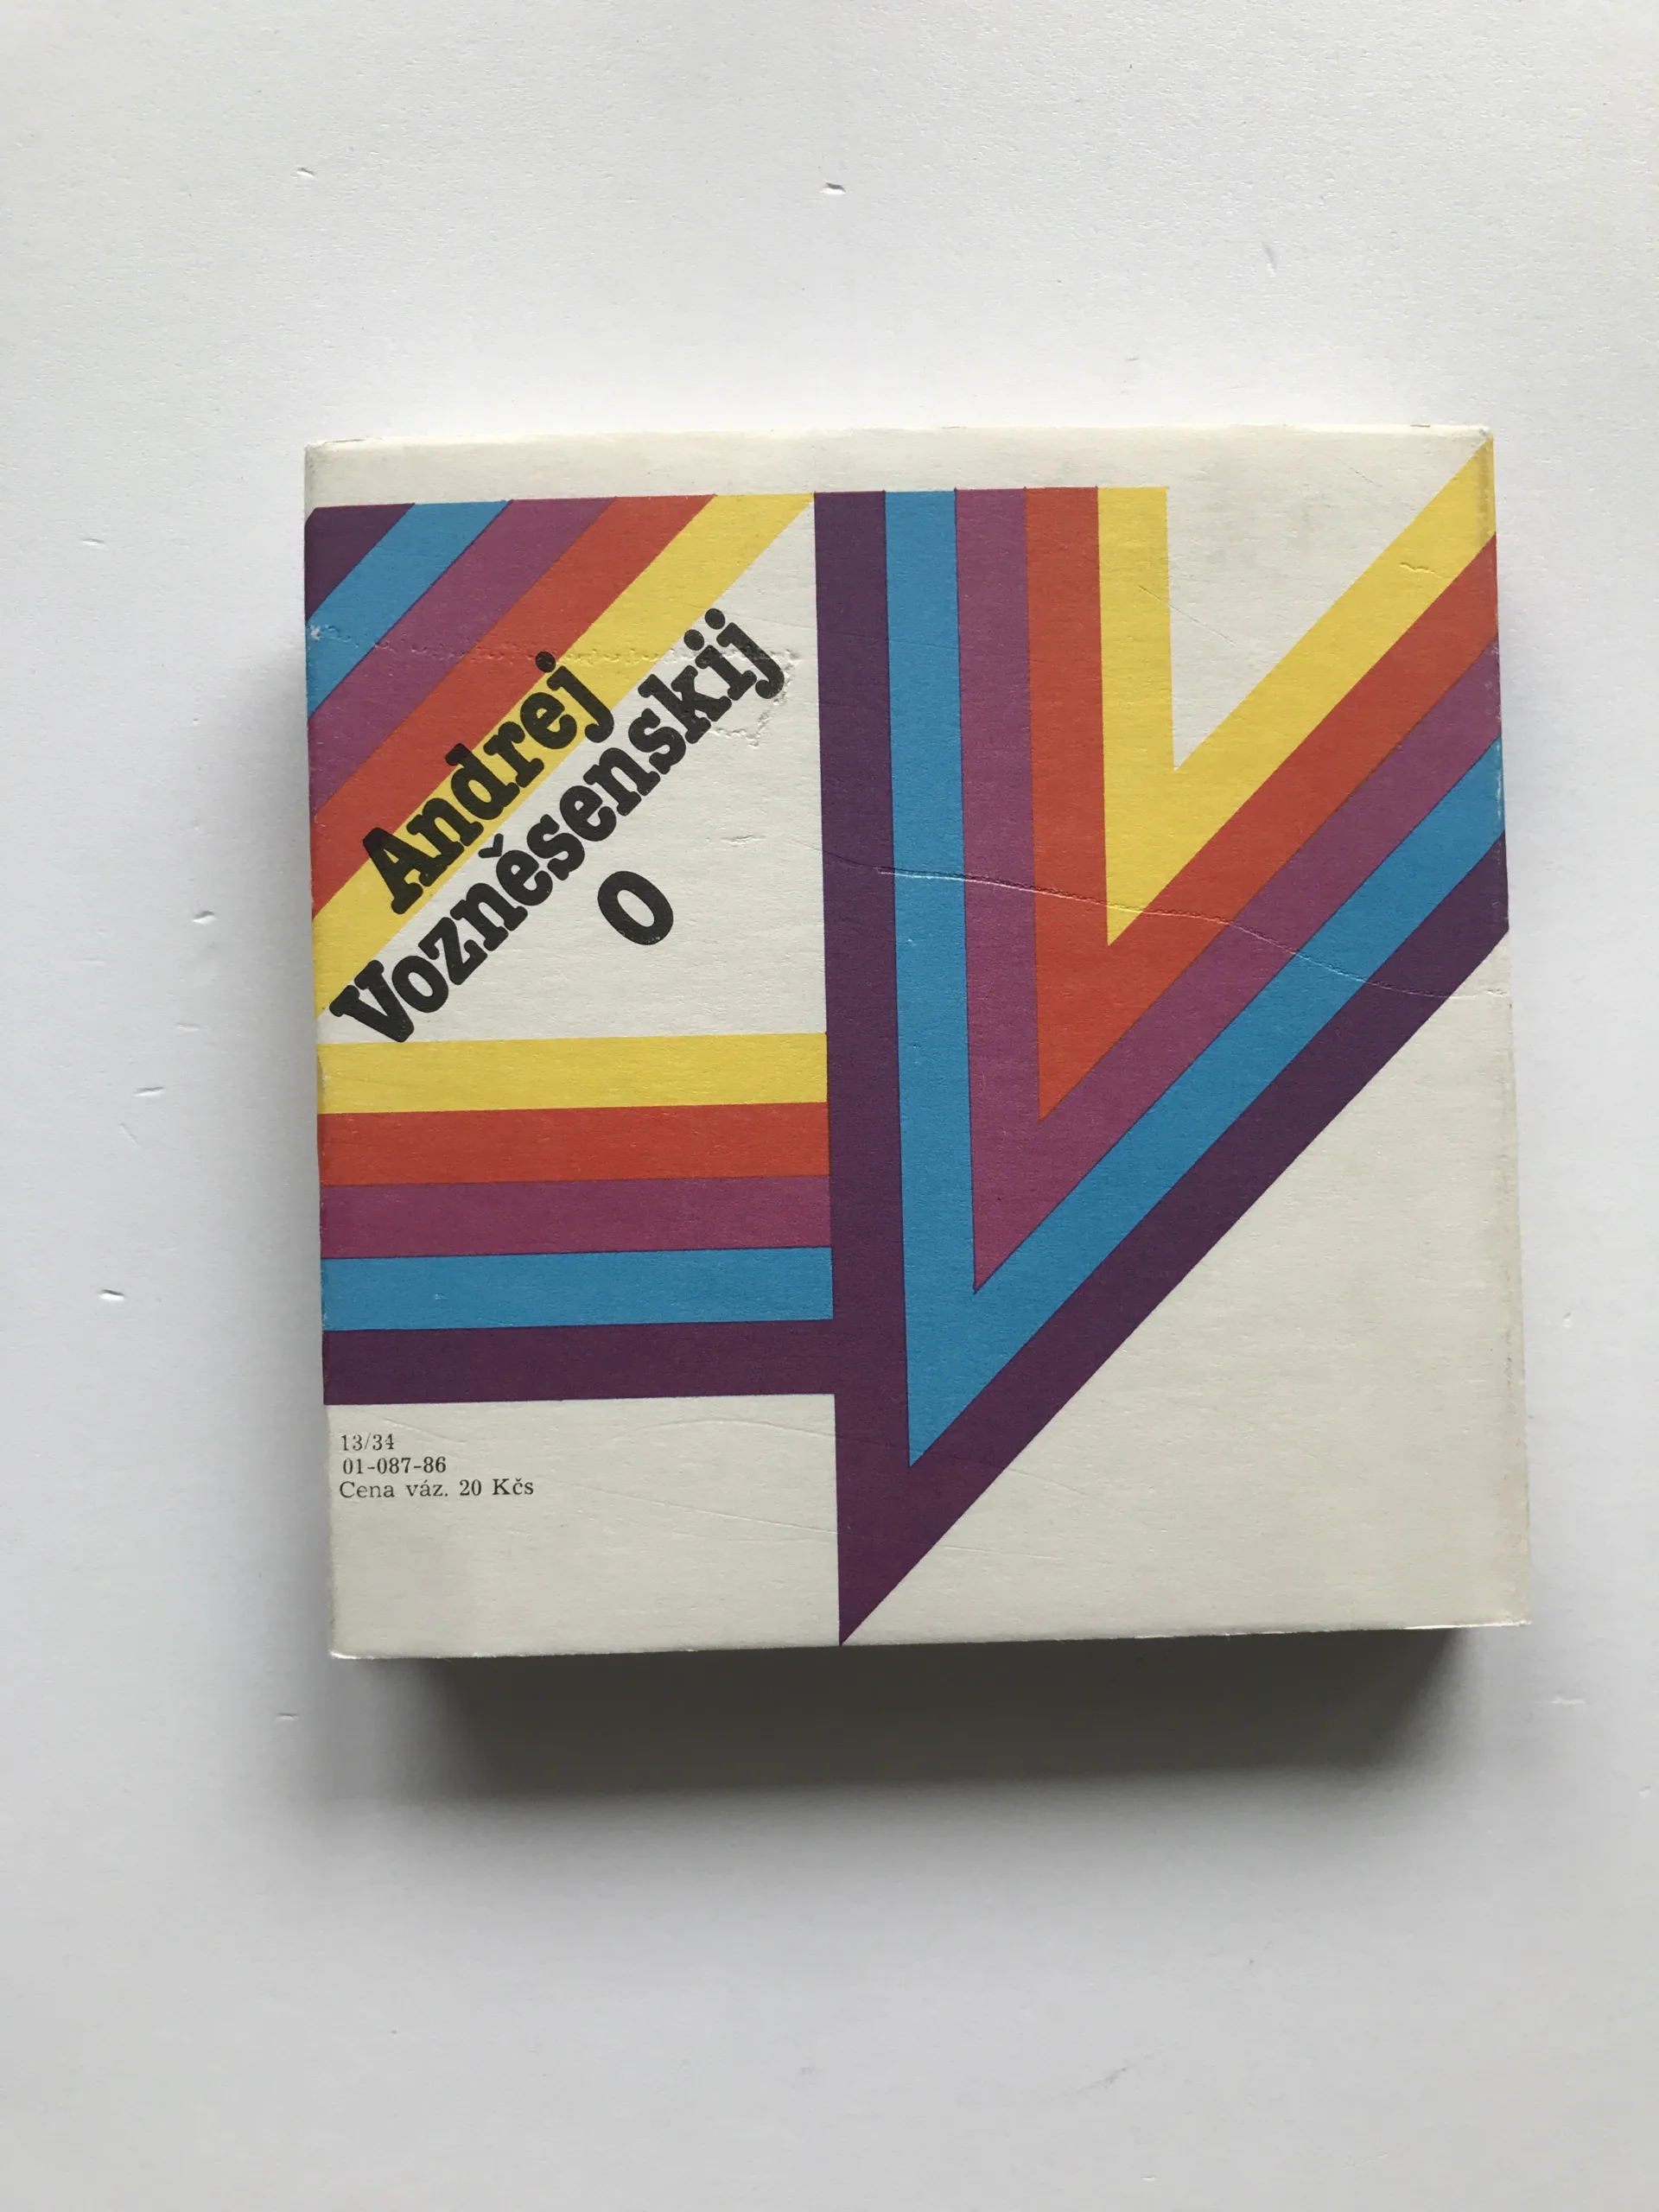 Andrej
Vozněsenskij
O
13/34
01-087-86
Cena váz. 20 Kčs